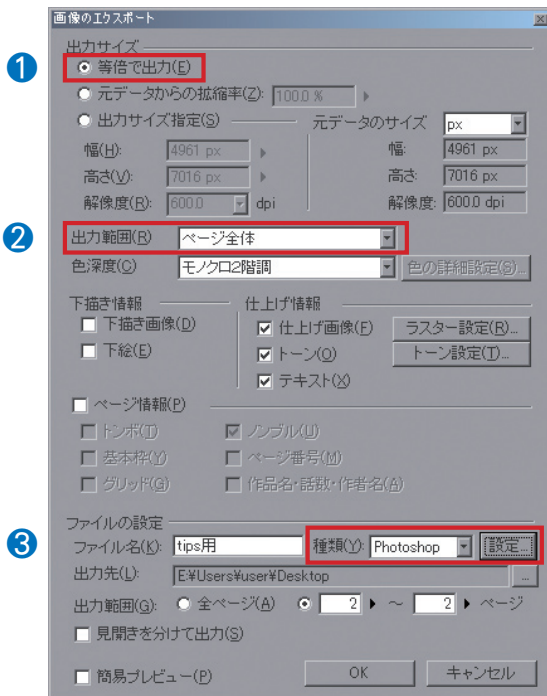 画像のエクスポート
出力サイズ
1 等倍で出力(E)
元データからの拡縮率(Z): 100.0 %
出力サイズ指定(S) 元データのサイズ px
幅(H): 4961 px 幅: 4961 px
高さ(V): 7016 px 高さ: 7016 px
解像度(R): 600.0 dpi 解像度: 600.0 dpi
2 出力範囲(R) ページ全体
色深度(C) モノクロ2階調 色の詳細設定(S)...
下描き情報 仕上げ情報
下描き画像(D) 仕上げ画像(F) ラスター設定(R)...
下絵(E) トーン(O) トーン設定(T)...
テキスト(X)
ページ情報(P)
トンボ(T) ノンブル(U)
基本枠(Y) ページ番号(M)
グリッド(G) 作品名・話数・作者名(A)
ファイルの設定
3 ファイル名(K): tips用 種類(Y): Photoshop 設定...
出力先(L): E:¥Users¥user¥Desktop ...
出力範囲(G): 全ページ(A) 2 ～ 2 ページ
見開きを分けて出力(S)
簡易プレビュー(P) OK キャンセル